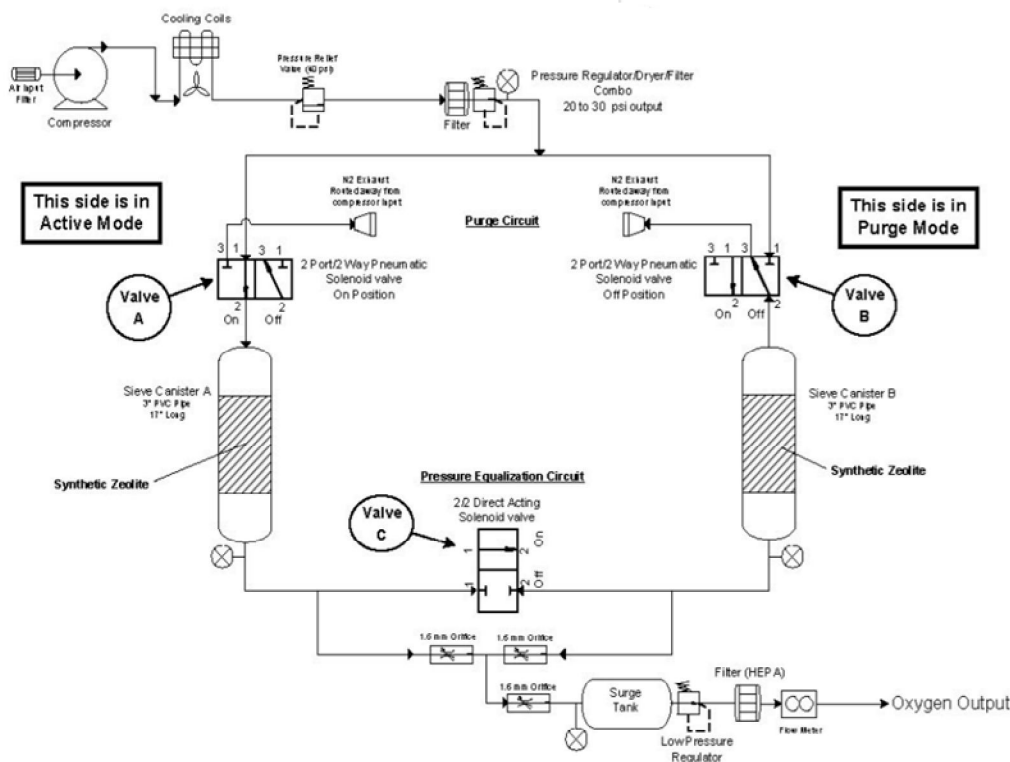 Cooling Coils
Air Input
Filter
Compressor
Pressure Relief
Valve (40 psi)
Filter
Pressure Regulator/Dryer/Filter
Combo
20 to 30 psi output
This side is in
Active Mode
N2 Exhaust
Routed away from
compressor input
Purge Circuit
N2 Exhaust
Routed away from
compressor input
This side is in
Purge Mode
3 1 3 1
2 2
On Off
Valve
A
2 Port/2 Way Pneumatic
Solenoid valve
On Position
2 Port/2 Way Pneumatic
Solenoid valve
Off Position
3 1 3 1
2 2
On Off
Valve
B
Sieve Canister A
3" PVC Pipe
17" Long
Synthetic Zeolite
Sieve Canister B
3" PVC Pipe
17" Long
Synthetic Zeolite
Pressure Equalization Circuit
2/2 Direct Acting
Solenoid valve
Valve
C
1 2 On
1 2 Off
1.6 mm Orifice
1.6 mm Orifice
1.6 mm Orifice
Surge
Tank
Low Pressure
Regulator
Filter (HEPA)
Flow Meter
Oxygen Output